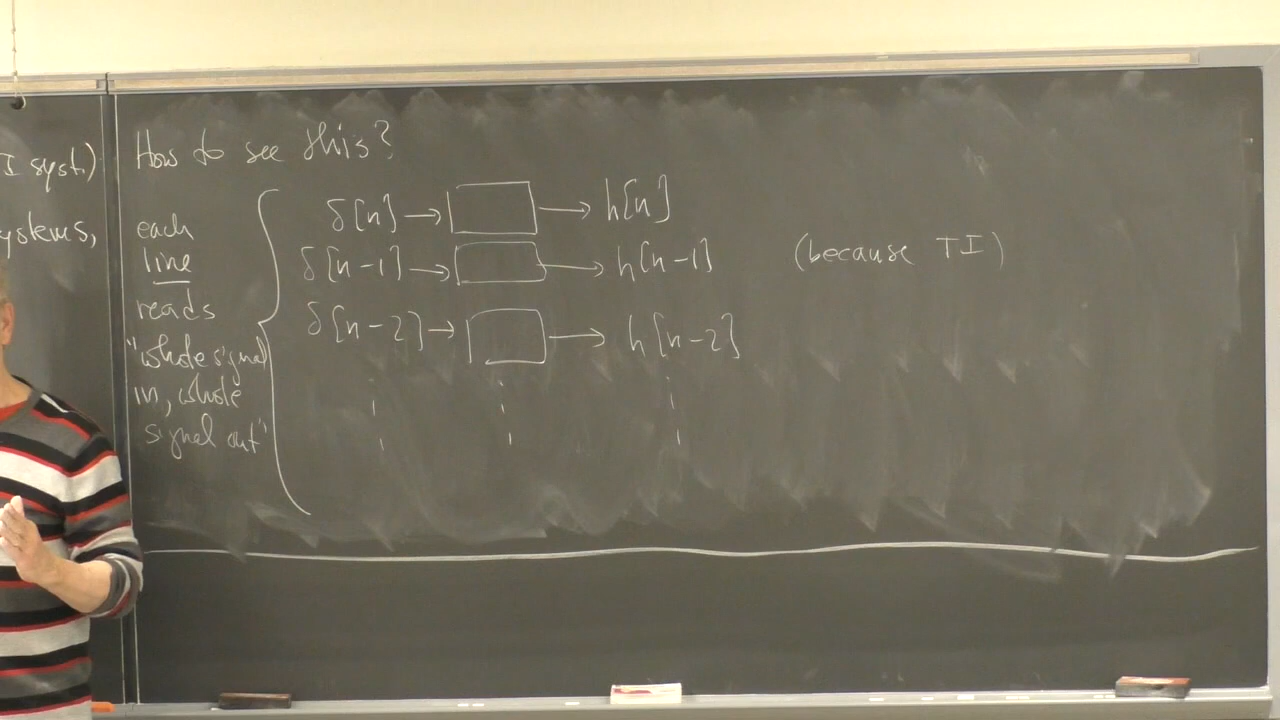 I syst.)
ystems,
How to see this?
each
line
reads
"whole signal
in, whole
signal out"
δ[n] → → h[n]
δ[n-1] → → h[n-1] (because TI)
δ[n-2] → → h[n-2]